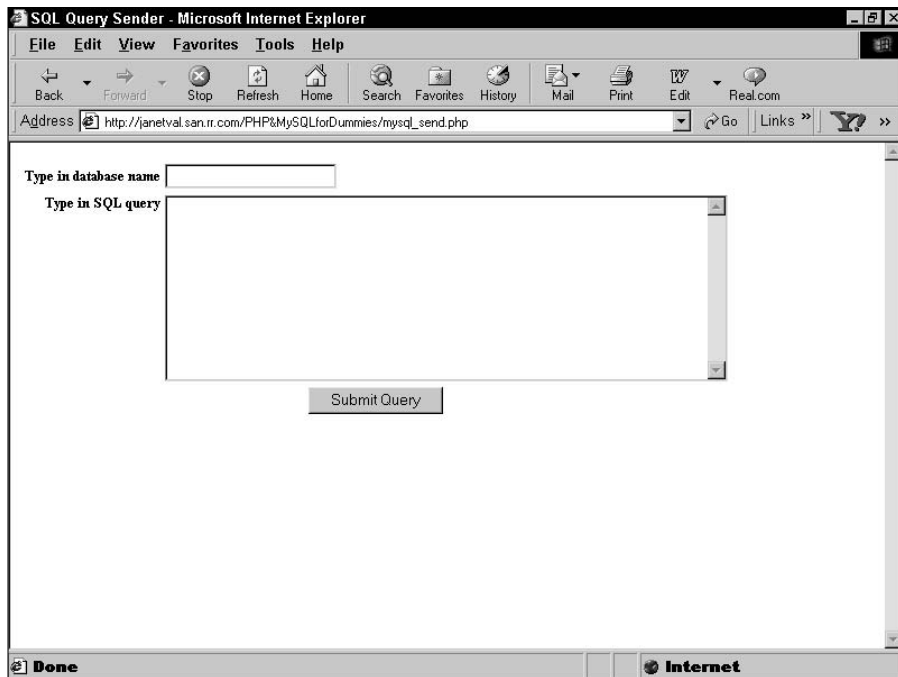 SQL Query Sender - Microsoft Internet Explorer
File Edit View Favorites Tools Help
Back Forward Stop Refresh Home Search Favorites History Mail Print Edit Real.com
Address http://janetval.san.rr.com/PHP&MySQLforDummies/mysql_send.php Go Links »
Type in database name
Type in SQL query
Submit Query
Done Internet